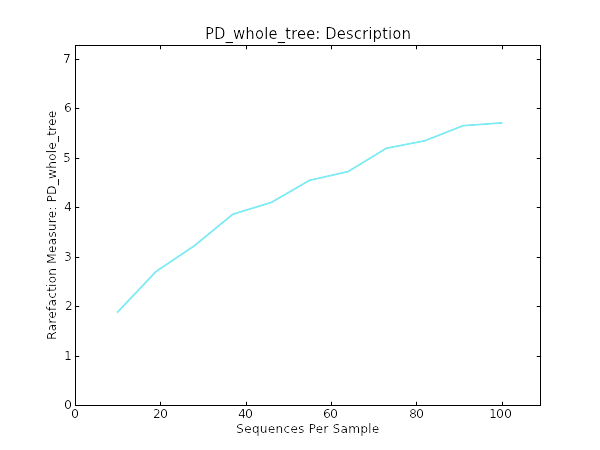 PD_whole_tree: Description
7
6
5
4
3
2
1
0
Rarefaction Measure: PD_whole_tree
0 20 40 60 80 100
Sequences Per Sample